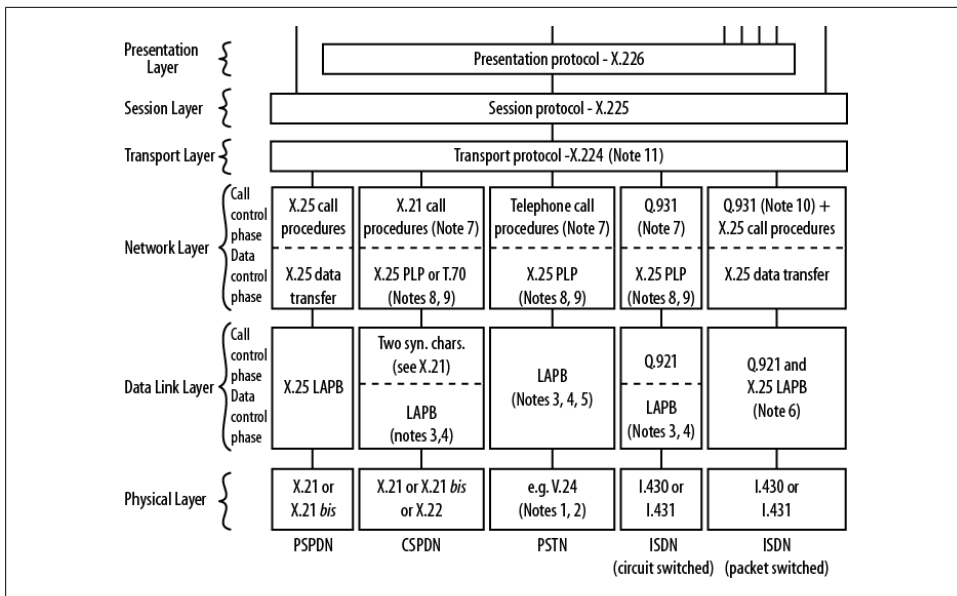 Presentation
Layer
Presentation protocol - X.226
Session Layer
Session protocol - X.225
Transport Layer
Transport protocol -X.224 (Note 11)
Network Layer
Call
control
phase
Data
control
phase
X.25 call
procedures
X.25 data
transfer
X.21 call
procedures (Note 7)
X.25 PLP or T.70
(Notes 8, 9)
Telephone call
procedures (Note 7)
X.25 PLP
(Notes 8, 9)
Q.931
(Note 7)
X.25 PLP
(Notes 8, 9)
Q.931 (Note 10) +
X.25 call procedures
X.25 data transfer
Data Link Layer
Call
control
phase
Data
control
phase
X.25 LAPB
Two syn. chars.
(see X.21)
LAPB
(notes 3,4)
LAPB
(Notes 3, 4, 5)
Q.921
LAPB
(Notes 3, 4)
Q.921 and
X.25 LAPB
(Note 6)
Physical Layer
X.21 or
X.21 bis
X.21 or X.21 bis
or X.22
e.g. V.24
(Notes 1, 2)
I.430 or
I.431
I.430 or
I.431
PSPDN
CSPDN
PSTN
ISDN
(circuit switched)
ISDN
(packet switched)